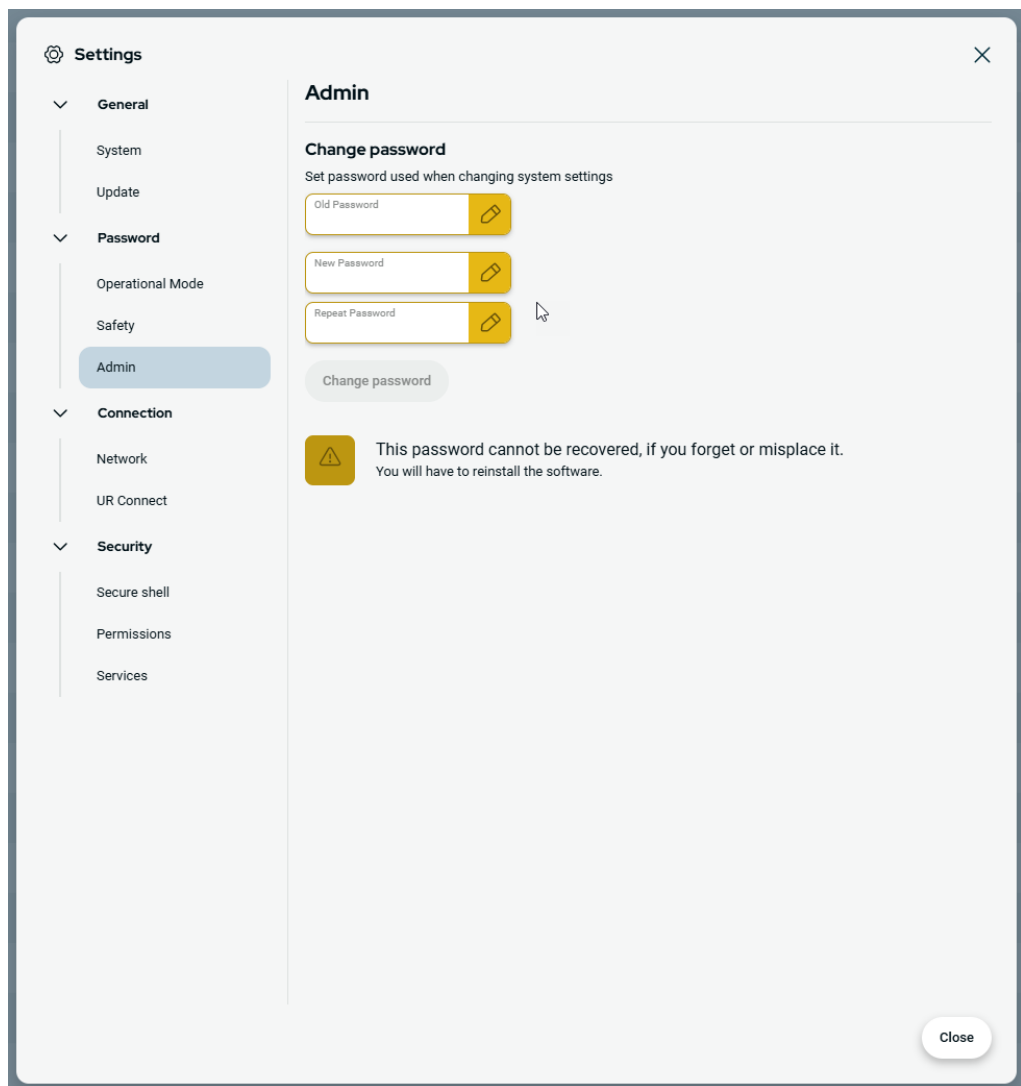 Settings
General
System
Update
Password
Operational Mode
Safety
Admin
Connection
Network
UR Connect
Security
Secure shell
Permissions
Services
Admin
Change password
Set password used when changing system settings
Old Password
New Password
Repeat Password
Change password
This password cannot be recovered, if you forget or misplace it.
You will have to reinstall the software.
Close